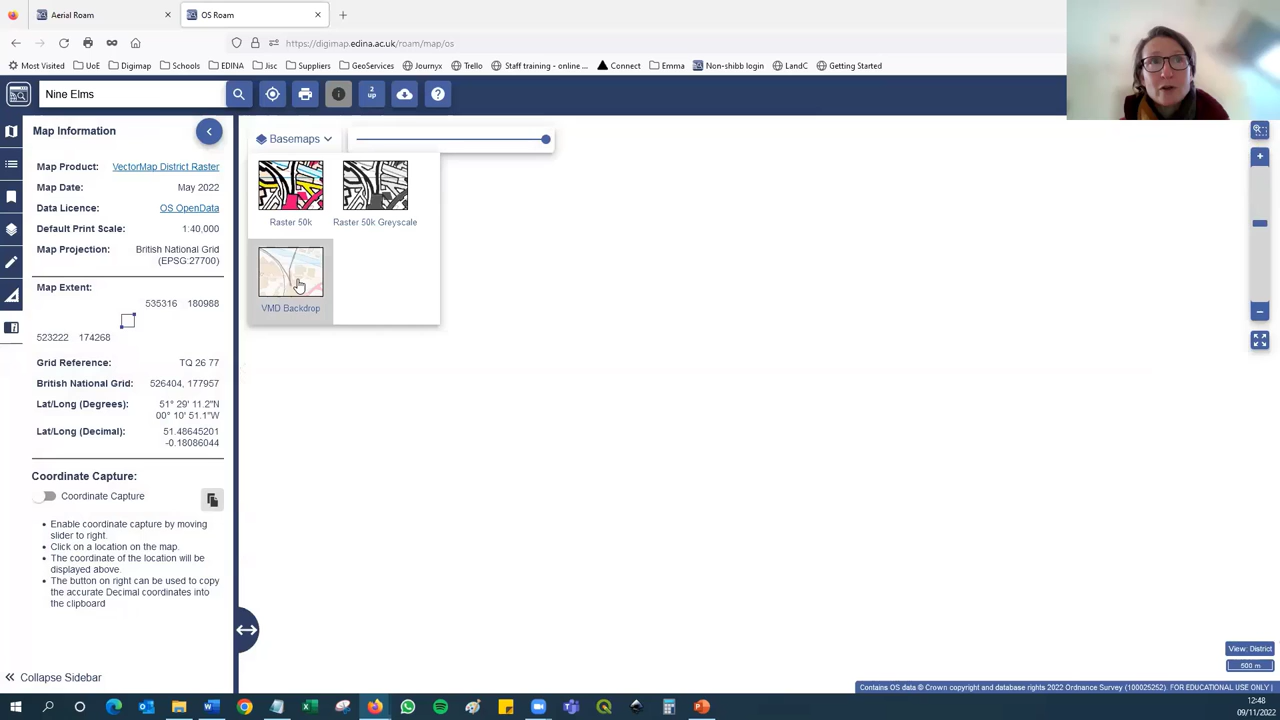 Aerial Roam
OS Roam
https://digimap.edina.ac.uk/roam/map/os
Most Visited
UoE
Digimap
Schools
EDINA
Jisc
Suppliers
GeoServices
Journyx
Trello
Staff training - online ...
Connect
Emma
Non-shibb login
LandC
Getting Started
Nine Elms
2 up
Map Information
Map Product: VectorMap District Raster
Map Date: May 2022
Data Licence: OS OpenData
Default Print Scale: 1:40,000
Map Projection: British National Grid
(EPSG:27700)
Map Extent:
535316 180988
523222 174268
Grid Reference: TQ 26 77
British National Grid: 526404, 177957
Lat/Long (Degrees): 51° 29' 11.2"N
00° 10' 51.1"W
Lat/Long (Decimal): 51.48645201
-0.18086044
Coordinate Capture:
Coordinate Capture
Enable coordinate capture by moving
slider to right.
Click on a location on the map.
The coordinate of the location will be
displayed above.
The button on right can be used to copy
the accurate Decimal coordinates into
the clipboard
Collapse Sidebar
Basemaps
Raster 50k
Raster 50k Greyscale
VMD Backdrop
View: District
500 m
Contains OS data © Crown copyright and database rights 2022 Ordnance Survey (100025252). FOR EDUCATIONAL USE ONLY |
12:48
09/11/2022